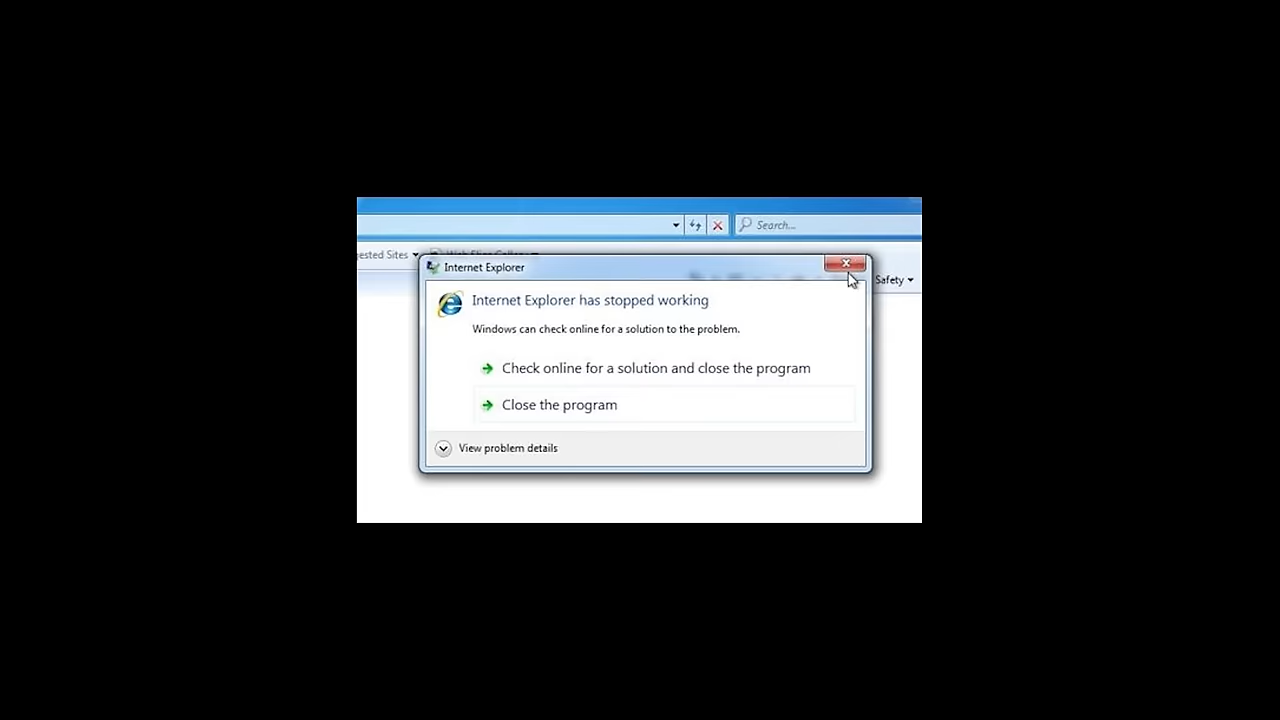 Search...
ested Sites
Internet Explorer
Safety
Internet Explorer has stopped working
Windows can check online for a solution to the problem.
Check online for a solution and close the program
Close the program
View problem details